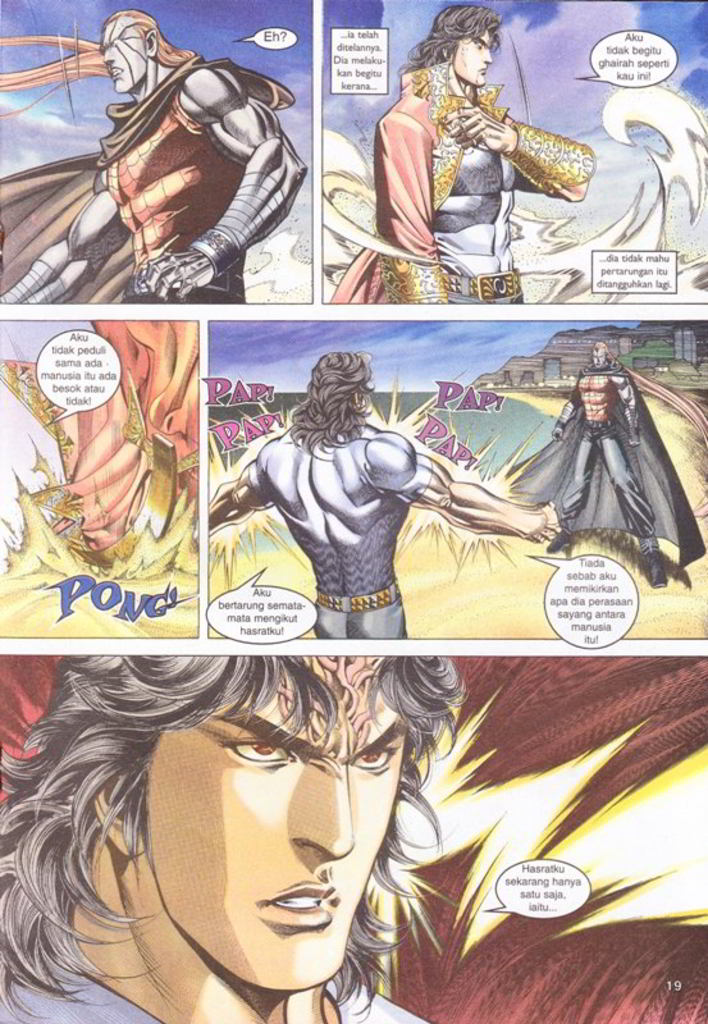 Eh?
...ia telah
ditelannya.
Dia melaku-
kan begitu
kerana...
Aku
tidak begitu
ghairah seperti
kau ini!
...dia tidak mahu
pertarungan itu
ditangguhkan lagi.
Aku
tidak peduli
sama ada
manusia itu ada
besok atau
tidak!
PONG!
PAP!
PAP!
PAP!
PAP!
Aku
bertarung semata-
mata mengikut
hasratku!
Tiada
sebab aku
memikirkan
apa dia perasaan
sayang antara
manusia
itu!
Hasratku
sekarang hanya
satu saja,
iaitu...
19